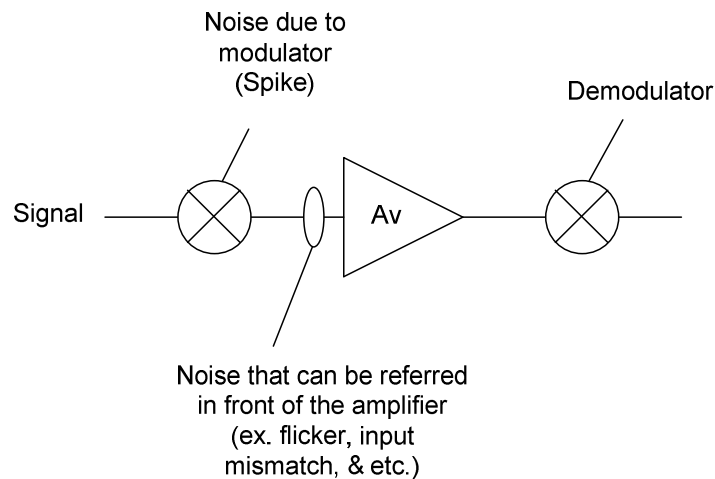 Noise due to
modulator
(Spike)
Demodulator
Signal
Av
Noise that can be referred
in front of the amplifier
(ex. flicker, input
mismatch, & etc.)